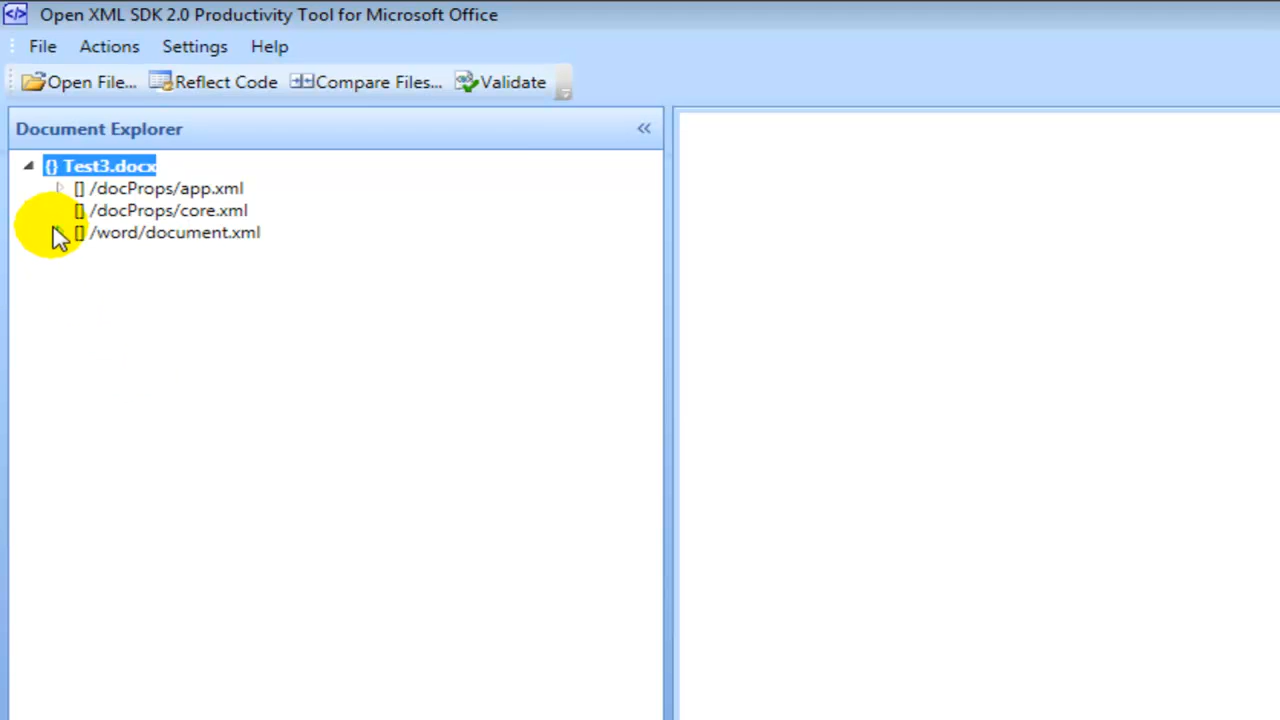 Open XML SDK 2.0 Productivity Tool for Microsoft Office
File Actions Settings Help
Open File... Reflect Code Compare Files... Validate
Document Explorer
{} Test3.docx
[] /docProps/app.xml
[] /docProps/core.xml
[] /word/document.xml